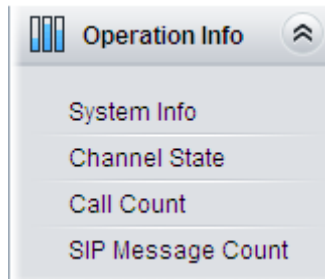 Operation Info
System Info
Channel State
Call Count
SIP Message Count